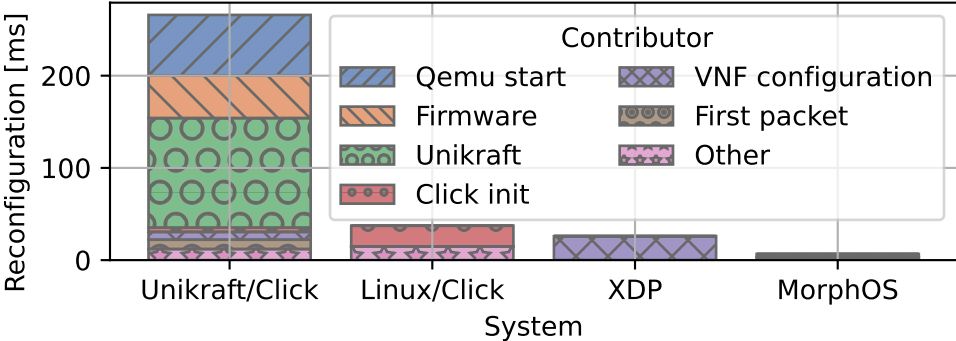 Reconfiguration [ms]
200
100
0
Contributor
Qemu start
Firmware
Unikraft
Click init
VNF configuration
First packet
Other
Unikraft/Click
Linux/Click
XDP
MorphOS
System